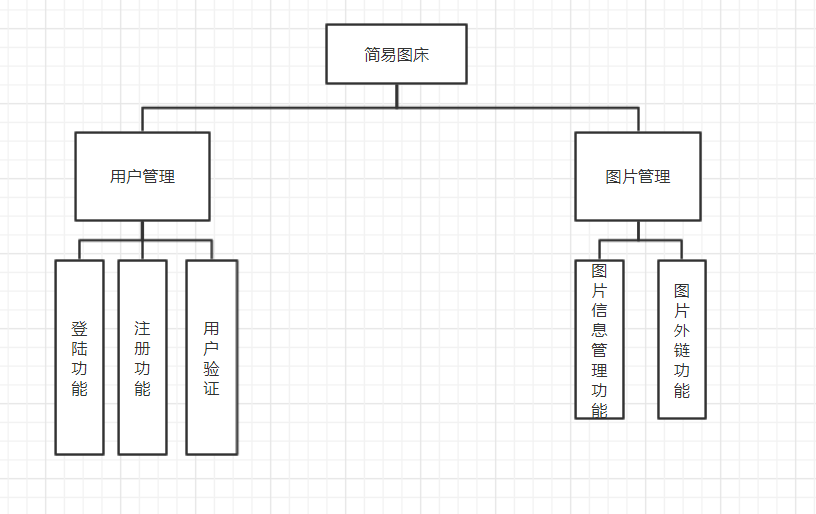 简易图床
用户管理
图片管理
登陆功能
注册功能
用户验证
图片信息管理功能
图片外链功能